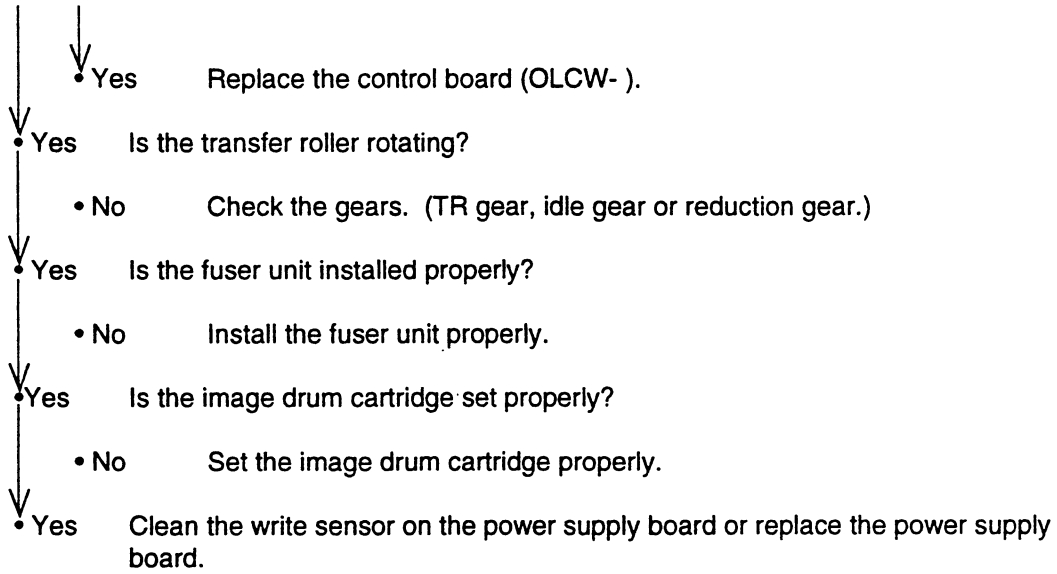 • Yes Replace the control board (OLCW- ).
• Yes Is the transfer roller rotating?
• No Check the gears. (TR gear, idle gear or reduction gear.)
• Yes Is the fuser unit installed properly?
• No Install the fuser unit properly.
• Yes Is the image drum cartridge set properly?
• No Set the image drum cartridge properly.
• Yes Clean the write sensor on the power supply board or replace the power supply
board.